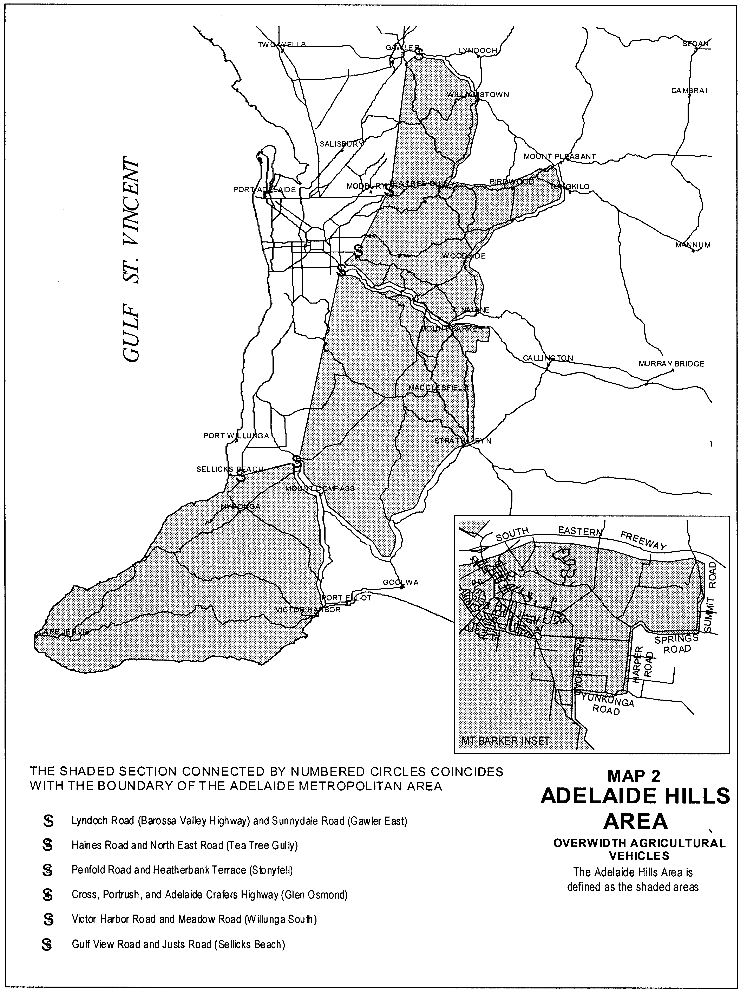 TWO WELLS
GAWLER
LYNDOCH
SEDAN
CAMBRAI
WILLIAMSTOWN
SALISBURY
MOUNT PLEASANT
GULF ST. VINCENT
PORT ADELAIDE
MODBURY
TEA TREE GULLY
BIRDWOOD
TUNGKILO
MANNUM
WOODSIDE
NAIRNE
MOUNT BARKER
CALLINGTON
MURRAY BRIDGE
MACCLESFIELD
PORT WILLUNGA
STRATHALBYN
SELLICKS BEACH
MOUNT COMPASS
MYPONGA
GOOLWA
PORT ELLIOT
VICTOR HARBOR
CAPE JERVIS
SOUTH EASTERN FREEWAY
SUMMIT ROAD
SPRINGS
ROAD
HARPER
ROAD
PAECH ROAD
YUNKUNGA
ROAD
MT BARKER INSET
THE SHADED SECTION CONNECTED BY NUMBERED CIRCLES COINCIDES
WITH THE BOUNDARY OF THE ADELAIDE METROPOLITAN AREA
Lyndoch Road (Barossa Valley Highway) and Sunnydale Road (Gawler East)
Haines Road and North East Road (Tea Tree Gully)
Penfold Road and Heatherbank Terrace (Stonyfell)
Cross, Portrush, and Adelaide Crafers Highway (Glen Osmond)
Victor Harbor Road and Meadow Road (Willunga South)
Gulf View Road and Justs Road (Sellicks Beach)
MAP 2
ADELAIDE HILLS
AREA
OVERWIDTH AGRICULTURAL
VEHICLES
The Adelaide Hills Area is
defined as the shaded areas